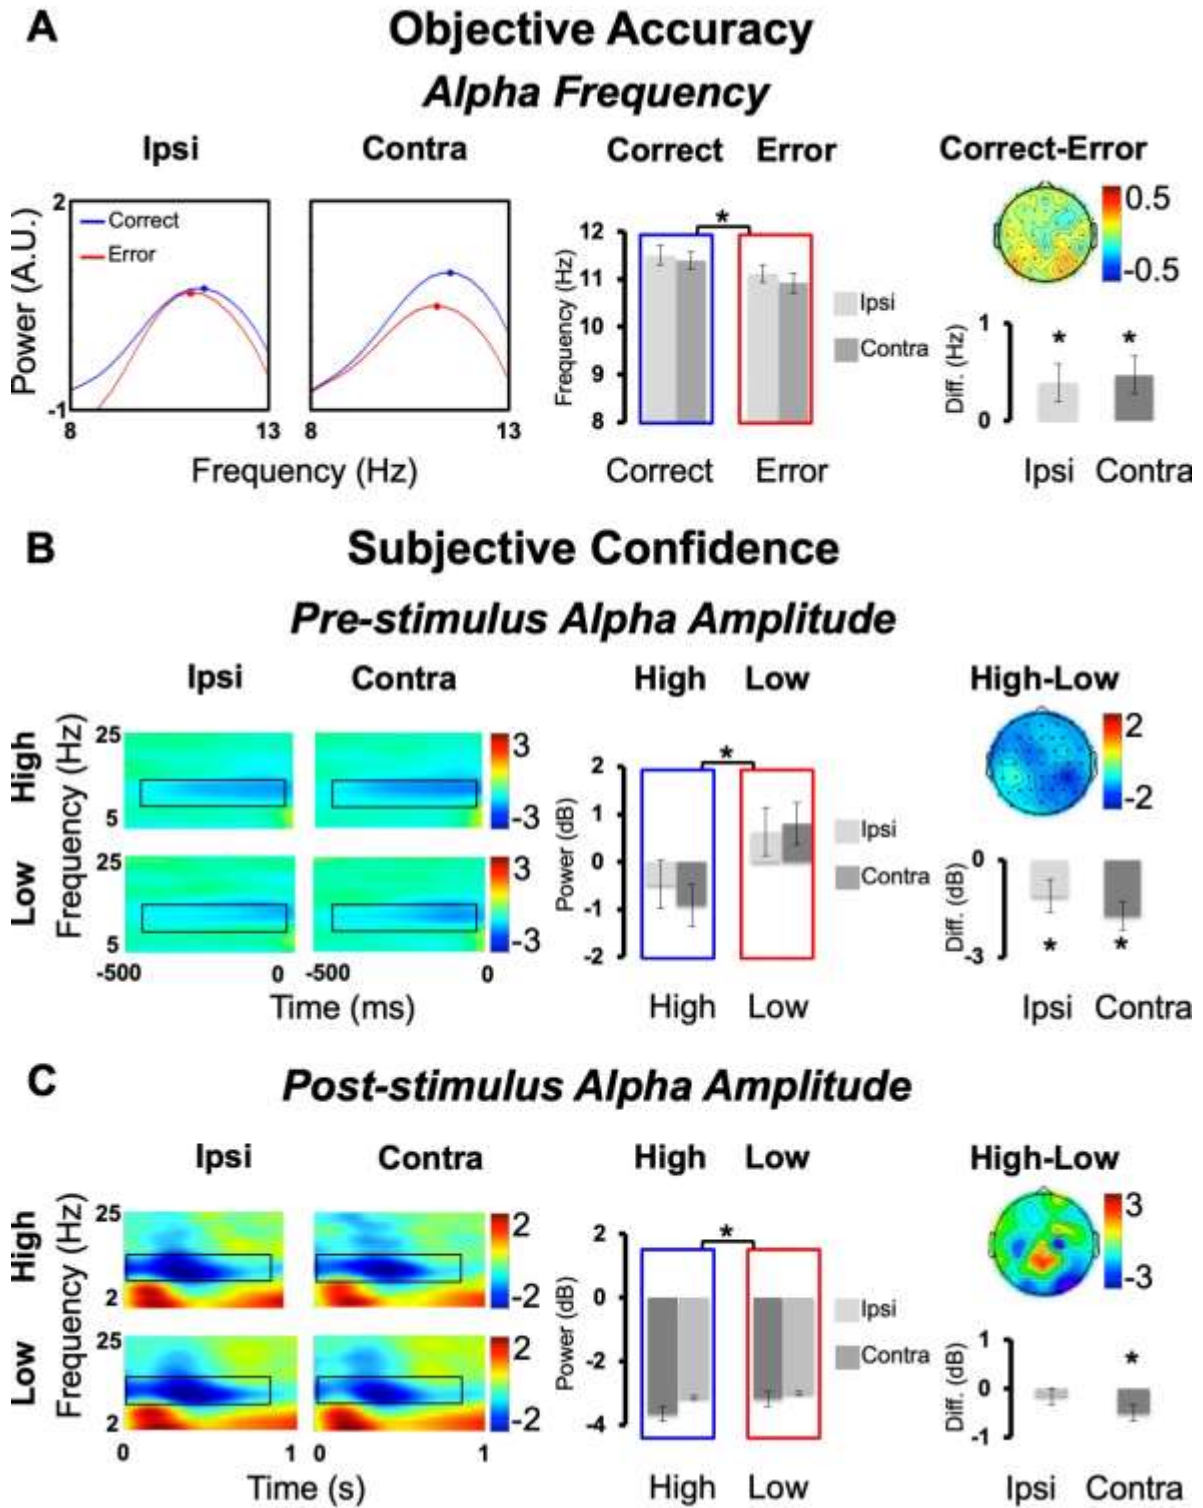 A
Objective Accuracy
Alpha Frequency
Ipsi
Contra
Correct Error
Correct-Error
Power (A.U.)
2
-1
Correct
Error
8
13
8
13
Frequency (Hz)
Frequency (Hz)
12
11
10
9
8
*
Ipsi
Contra
Correct
Error
0.5
-0.5
Diff. (Hz)
1
0
*
*
Ipsi Contra
B
Subjective Confidence
Pre-stimulus Alpha Amplitude
Ipsi
Contra
High Low
High-Low
High
Low
Frequency (Hz)
25
5
25
5
3
-3
3
-3
-500
0
-500
0
Time (ms)
Power (dB)
2
1
0
-1
-2
*
Ipsi
Contra
High
Low
2
-2
Diff. (dB)
0
-3
*
*
Ipsi Contra
C
Post-stimulus Alpha Amplitude
Ipsi
Contra
High Low
High-Low
High
Low
Frequency (Hz)
25
2
25
2
2
-2
2
-2
0
1
0
1
Time (s)
Power (dB)
2
0
-2
-4
*
Ipsi
Contra
High
Low
3
-3
Diff. (dB)
1
0
-1
*
Ipsi Contra